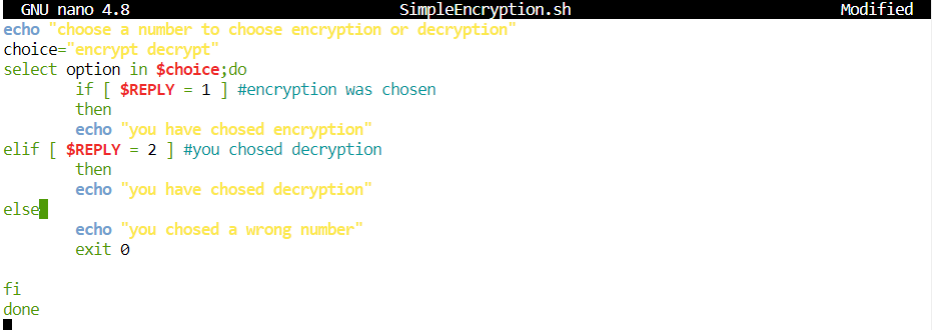 GNU nano 4.8 SimpleEncryption.sh Modified
echo "choose a number to choose encryption or decryption"
choice="encrypt decrypt"
select option in $choice;do
if [ $REPLY = 1 ] #encryption was chosen
then
echo "you have chosed encryption"
elif [ $REPLY = 2 ] #you chosed decryption
then
echo "you have chosed decryption"
else
echo "you chosed a wrong number"
exit 0
fi
done